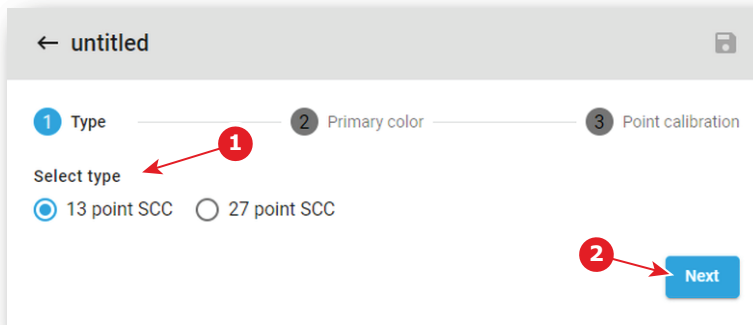 ← untitled
1 Type 2 Primary color 3 Point calibration
1
Select type
13 point SCC 27 point SCC
2
Next